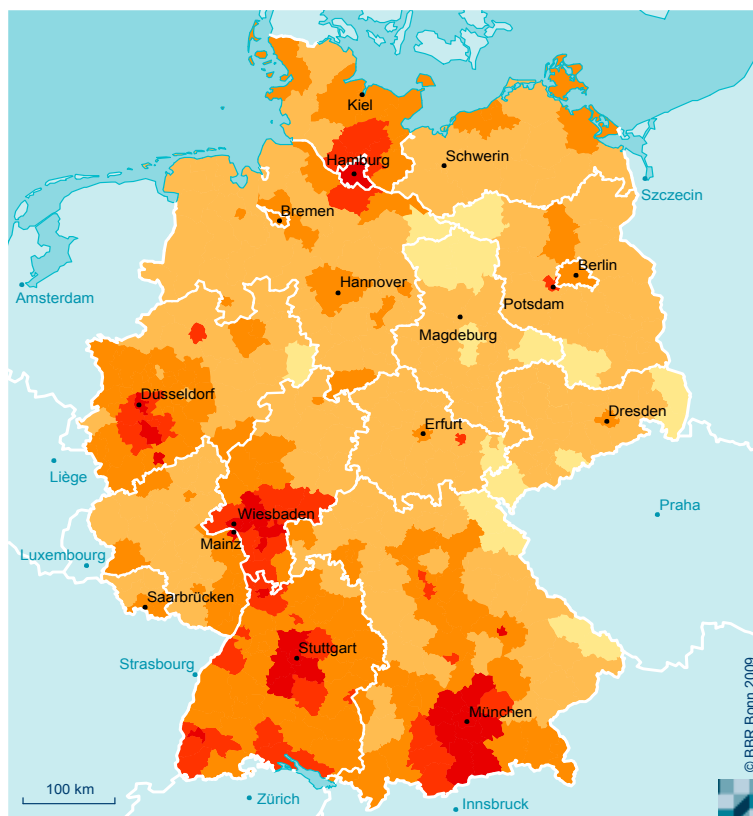 Kiel
Hamburg
Schwerin
Szczecin
Bremen
Berlin
Hannover
Amsterdam
Potsdam
Magdeburg
Düsseldorf
Erfurt
Dresden
Liège
Wiesbaden
Praha
Mainz
Luxembourg
Saarbrücken
Stuttgart
Strasbourg
München
© BBR Bonn 2009
100 km
Zürich
Innsbruck